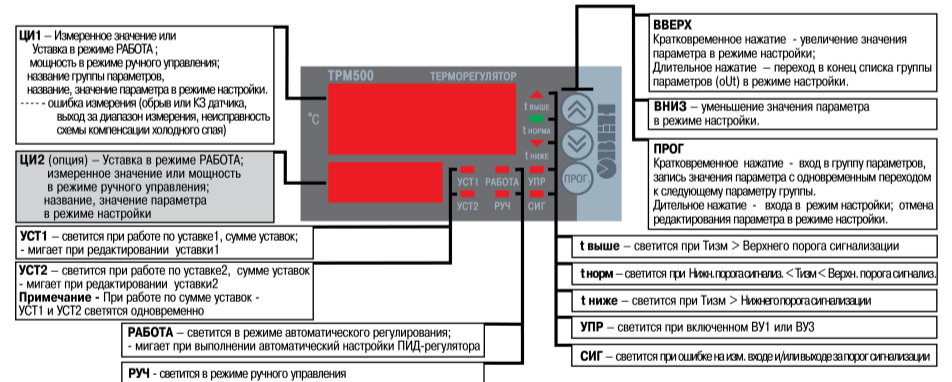 ЦИ1 – Измеренное значение или
Уставка в режиме РАБОТА ;
мощность в режиме ручного управления;
название группы параметров,
название, значение параметра в режиме настройки.
----- - ошибка измерения (обрыв или КЗ датчика,
выход за диапазон измерения, неисправность
схемы компенсации холодного спая)
ЦИ2 (опция) – Уставка в режиме РАБОТА;
измеренное значение или мощность
в режиме ручного управления;
название, значение параметра
в режиме настройки
УСТ1 – светится при работе по уставке1, сумме уставок;
- мигает при редактировании уставки1
УСТ2 – светится при работе по уставке2, сумме уставок
- мигает при редактировании уставки2
Примечание - При работе по сумме уставок -
УСТ1 и УСТ2 светятся одновременно
РАБОТА – светится в режиме автоматического регулирования;
- мигает при выполнении автоматический настройки ПИД-регулятора
РУЧ - светится в режиме ручного управления
ТРМ500 ТЕРМОРЕГУЛЯТОР
°C
t ВЫШЕ
t НОРМА
t НИЖЕ
УСТ1 РАБОТА УПР
УСТ2 РУЧ СИГ
ПРОГ
ОВЕН
ВВЕРХ
Кратковременное нажатие - увеличение значения
параметра в режиме настройки;
Длительное нажатие – переход в конец списка группы
параметров (oUt) в режиме настройки.
ВНИЗ – уменьшение значения параметра
в режиме настройки.
ПРОГ
Кратковременное нажатие - вход в группу параметров,
запись значения параметра с одновременным переходом
к следующему параметру группы.
Дительное нажатие - входа в режим настройки; отмена
редактирования параметра в режиме настройки.
t выше – светится при Тизм > Верхнего порога сигнализации
t норм – светится при Нижн. порога сигнализ. < Тизм < Верхн. порога сигнализ.
t ниже – светится при Тизм > Нижнего порога сигнализации
УПР – светится при включенном ВУ1 или ВУ3
СИГ – светится при ошибке на изм. входе и/или выходе за порог сигнализации